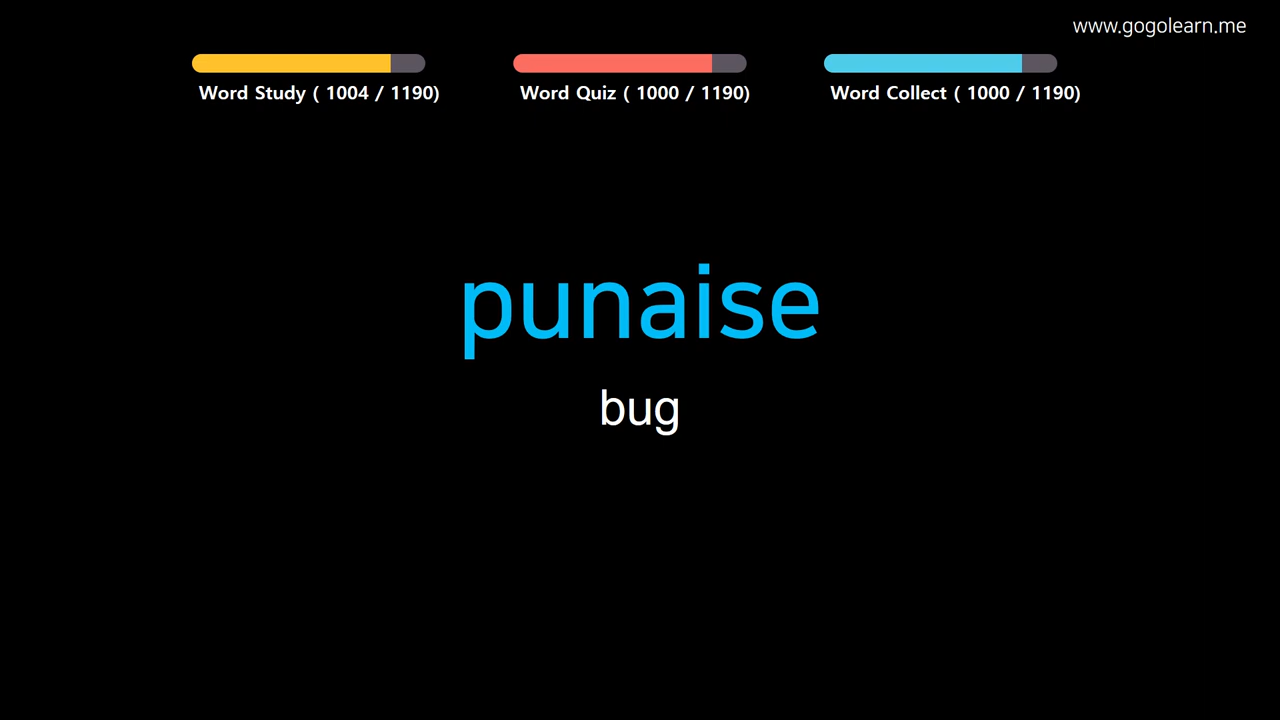 www.gogolearn.me
Word Study ( 1004 / 1190)
Word Quiz ( 1000 / 1190)
Word Collect ( 1000 / 1190)
punaise
bug